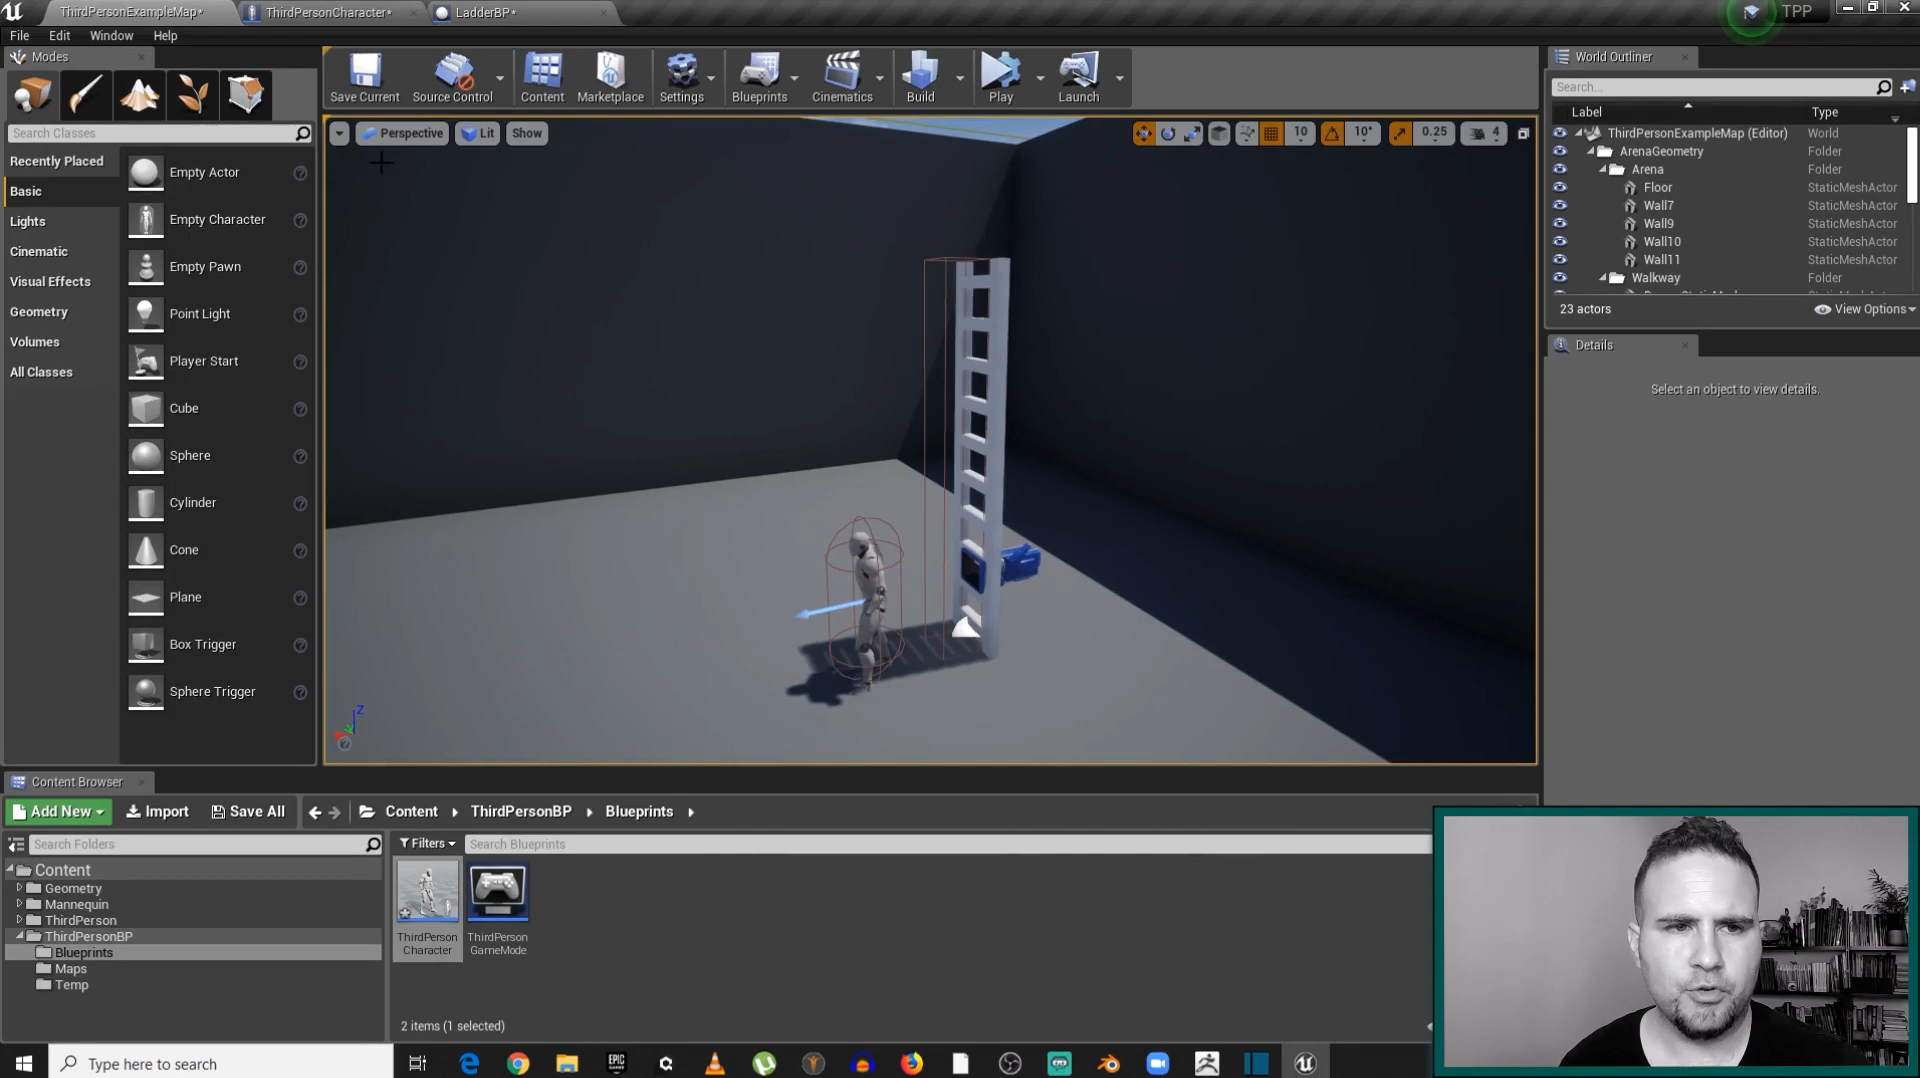 ThirdPersonExampleMap*
ThirdPersonCharacter*
LadderBP*
TPP
File Edit Window Help
Modes
Search Classes
Recently Placed
Basic
Lights
Cinematic
Visual Effects
Geometry
Volumes
All Classes
Empty Actor
Empty Character
Empty Pawn
Point Light
Player Start
Cube
Sphere
Cylinder
Cone
Plane
Box Trigger
Sphere Trigger
Save Current
Source Control
Content
Marketplace
Settings
Blueprints
Cinematics
Build
Play
Launch
Perspective
Lit
Show
10
10°
0.25
4
Z
World Outliner
Search...
Label Type
ThirdPersonExampleMap (Editor) World
ArenaGeometry Folder
Arena Folder
Floor StaticMeshActor
Wall7 StaticMeshActor
Wall9 StaticMeshActor
Wall10 StaticMeshActor
Wall11 StaticMeshActor
Walkway Folder
23 actors
View Options
Details
Select an object to view details.
Content Browser
Add New
Import
Save All
Content
ThirdPersonBP
Blueprints
Search Folders
Filters
Search Blueprints
Content
Geometry
Mannequin
ThirdPerson
ThirdPersonBP
Blueprints
Maps
Temp
ThirdPerson
Character
ThirdPerson
GameMode
2 items (1 selected)
Type here to search
EPIC
GAMES